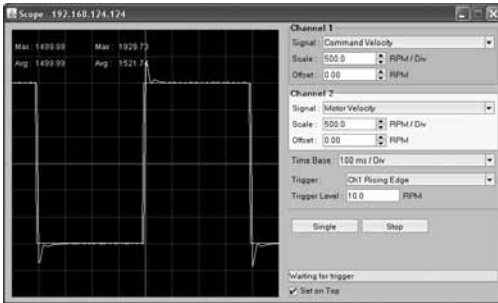 Scope 192.168.124.124
Max: 1499.99 Max: 1929.73
Avg: 1499.99 Avg: 1521.74
Channel 1
Signal: Command Velocity
Scale: 500.0 RPM / Div
Offset: 0.00 RPM
Channel 2
Signal: Motor Velocity
Scale: 500.0 RPM / Div
Offset: 0.00 RPM
Time Base: 100 ms / Div
Trigger: Ch1 Rising Edge
Trigger Level: 10.0 RPM
Single Stop
Waiting for trigger
Set on Top